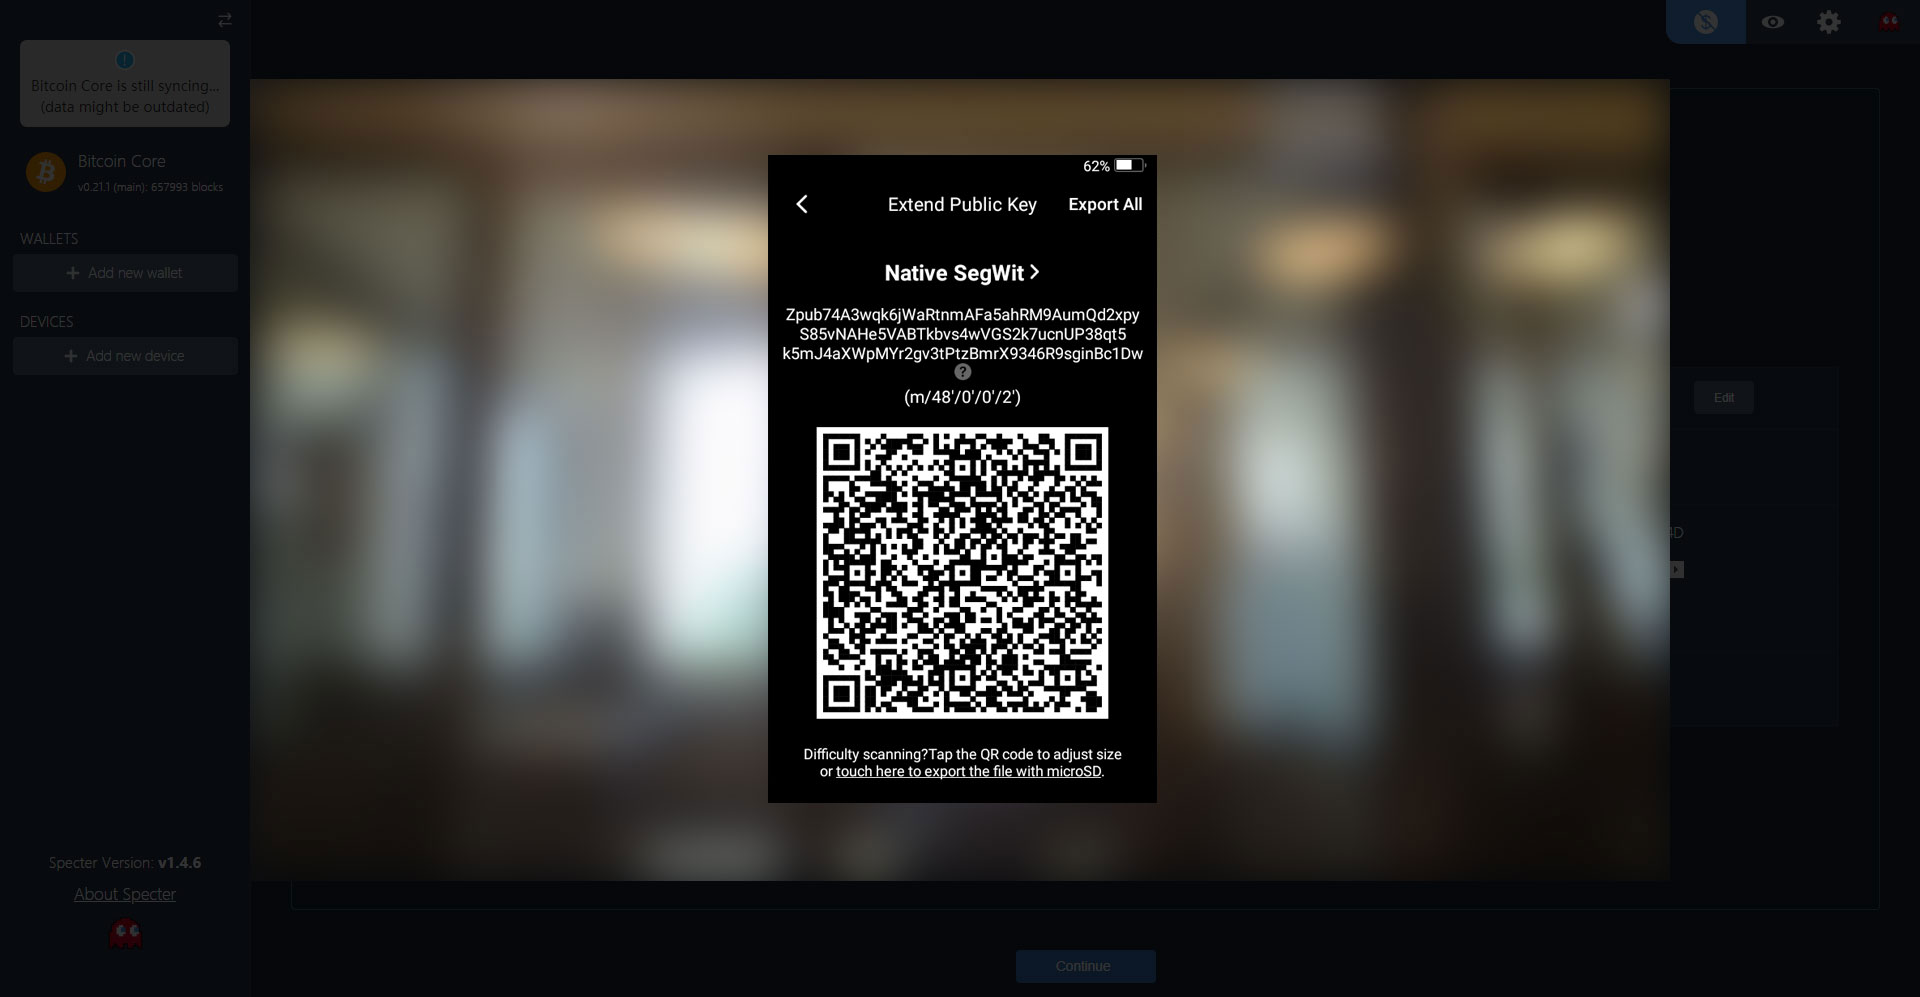 Bitcoin Core is still syncing...
(data might be outdated)
Bitcoin Core
v0.21.1 (main): 657993 blocks
WALLETS
Add new wallet
DEVICES
Add new device
Specter Version: v1.4.6
About Specter
62%
Extend Public Key
Export All
Native SegWit
Zpub74A3wqk6jWaRtnmAFa5ahRM9AumQd2xpy
S85vNAHe5VABTkbvs4wVGS2k7ucnUP38qt5
k5mJ4aXWpMYr2gv3tPtzBmrX9346R9sginBc1Dw
(m/48'/0'/0'/2')
Difficulty scanning?Tap the QR code to adjust size
or touch here to export the file with microSD.
Edit
Continue